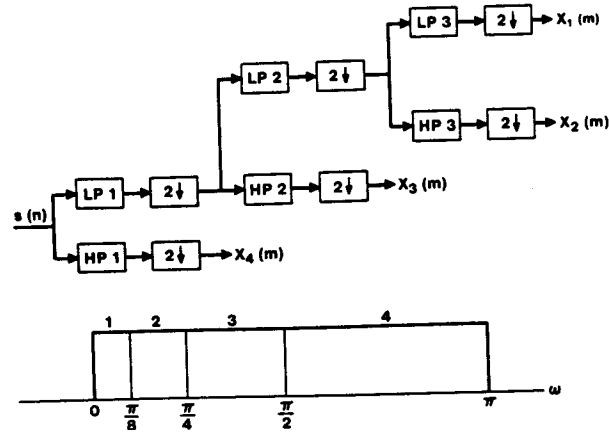 LP 3 2↓ X₁ (m)
LP 2 2↓
HP 3 2↓ X₂ (m)
LP 1 2↓ HP 2 2↓ X₃ (m)
s (n)
HP 1 2↓ X₄ (m)
1 2 3 4
ω
0 π/8 π/4 π/2 π